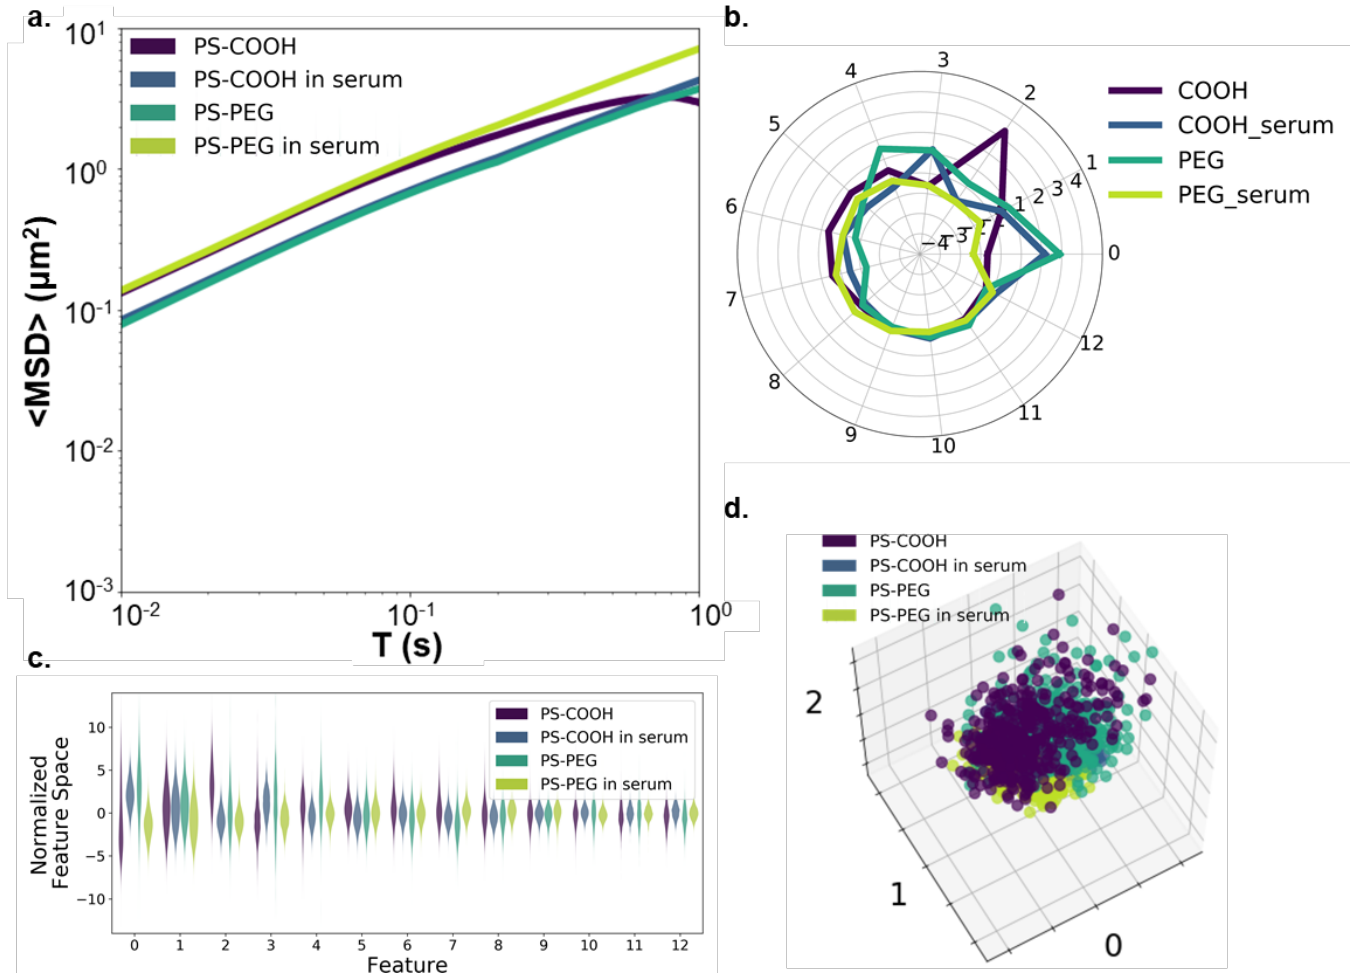 a.
10¹
10⁰
10⁻¹
10⁻²
10⁻³
<MSD> (µm²)
PS-COOH
PS-COOH in serum
PS-PEG
PS-PEG in serum
10⁻² 10⁻¹ 10⁰
T (s)
b.
0
1
2
3
4
5
6
7
8
9
10
11
12
−4 −3 −2 −1 1 2 3 4
COOH
COOH_serum
PEG
PEG_serum
c.
10
5
0
−5
−10
Normalized
Feature Space
PS-COOH
PS-COOH in serum
PS-PEG
PS-PEG in serum
0 1 2 3 4 5 6 7 8 9 10 11 12
Feature
d.
PS-COOH
PS-COOH in serum
PS-PEG
PS-PEG in serum
2
1
0